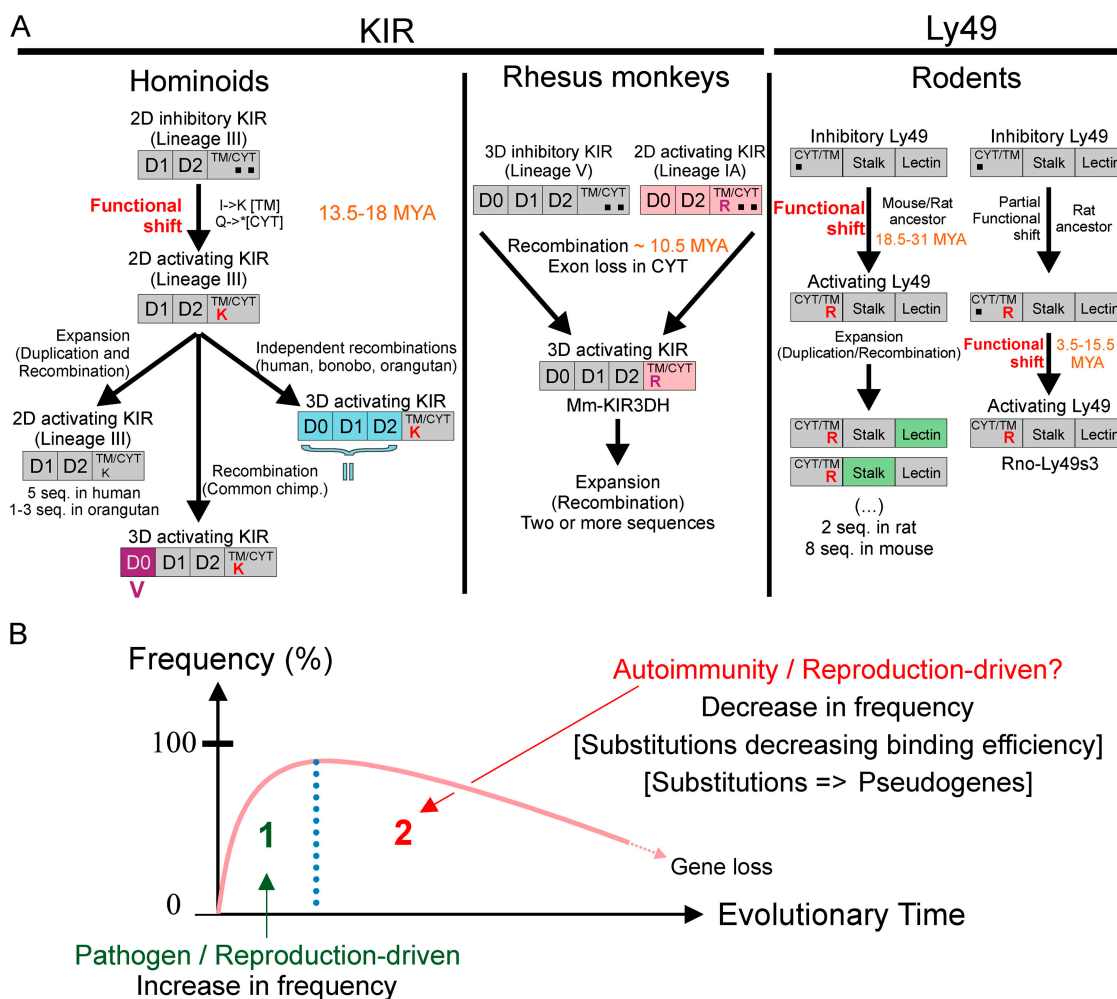 A
KIR
Ly49
Hominoids
2D inhibitory KIR
(Lineage III)
D1 D2 TM/CYT
Functional
shift
I->K [TM]
Q->*[CYT]
13.5-18 MYA
2D activating KIR
(Lineage III)
D1 D2 TM/CYT
K
Expansion
(Duplication and
Recombination)
Independent recombinations
(human, bonobo, orangutan)
2D activating KIR
(Lineage III)
D1 D2 TM/CYT
K
5 seq. in human
1-3 seq. in orangutan
3D activating KIR
D0 D1 D2 TM/CYT
K
II
Recombination
(Common chimp.)
3D activating KIR
D0 D1 D2 TM/CYT
K
V
Rhesus monkeys
3D inhibitory KIR
(Lineage V)
D0 D1 D2 TM/CYT
2D activating KIR
(Lineage IA)
D0 D2 TM/CYT
R
Recombination ~ 10.5 MYA
Exon loss in CYT
3D activating KIR
D0 D1 D2 TM/CYT
R
Mm-KIR3DH
Expansion
(Recombination)
Two or more sequences
Rodents
Inhibitory Ly49
CYT/TM Stalk Lectin
Functional
shift
Mouse/Rat
ancestor
18.5-31 MYA
Activating Ly49
CYT/TM Stalk Lectin
R
Expansion
(Duplication/Recombination)
CYT/TM Stalk Lectin
R
CYT/TM Stalk Lectin
R
(...)
2 seq. in rat
8 seq. in mouse
Inhibitory Ly49
CYT/TM Stalk Lectin
Partial
Functional
shift
Rat
ancestor
CYT/TM Stalk Lectin
R
Functional
shift
3.5-15.5
MYA
Activating Ly49
CYT/TM Stalk Lectin
R
Rno-Ly49s3
B
Frequency (%)
100
0
1
2
Autoimmunity / Reproduction-driven?
Decrease in frequency
[Substitutions decreasing binding efficiency]
[Substitutions => Pseudogenes]
Gene loss
Evolutionary Time
Pathogen / Reproduction-driven
Increase in frequency